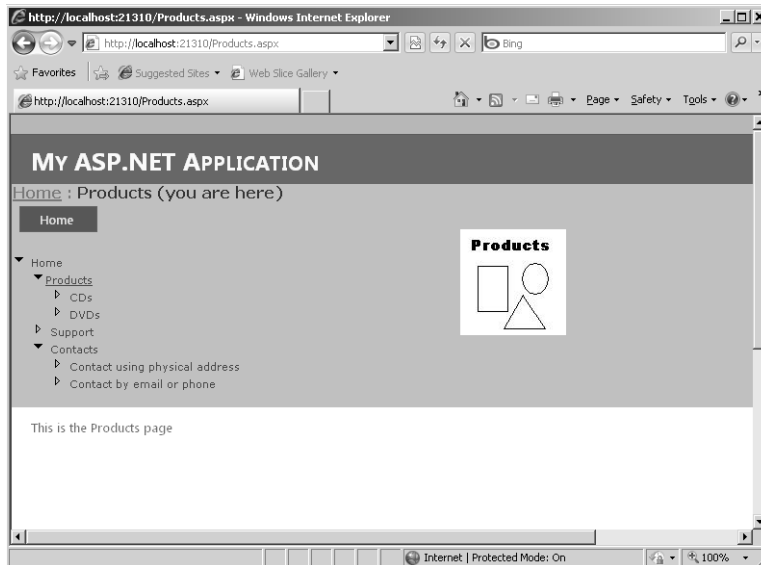 http://localhost:21310/Products.aspx - Windows Internet Explorer
http://localhost:21310/Products.aspx
Bing
Favorites Suggested Sites Web Slice Gallery
http://localhost:21310/Products.aspx
Page Safety Tools
MY ASP.NET APPLICATION
Home : Products (you are here)
Home
Products
Home
Products
CDs
DVDs
Support
Contacts
Contact using physical address
Contact by email or phone
This is the Products page
Internet | Protected Mode: On 100%